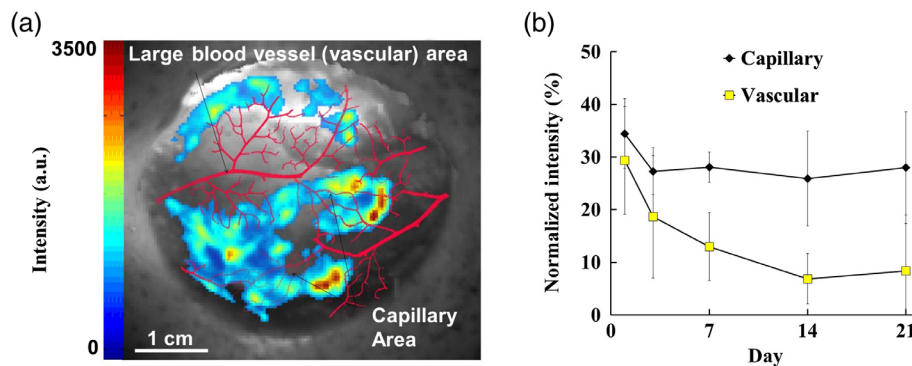 (a)
3500
Large blood vessel (vascular) area
Intensity (a.u.)
0
1 cm
Capillary
Area
(b)
50
40
30
20
10
0
Normalized intensity (%)
Capillary
Vascular
0
7
14
21
Day